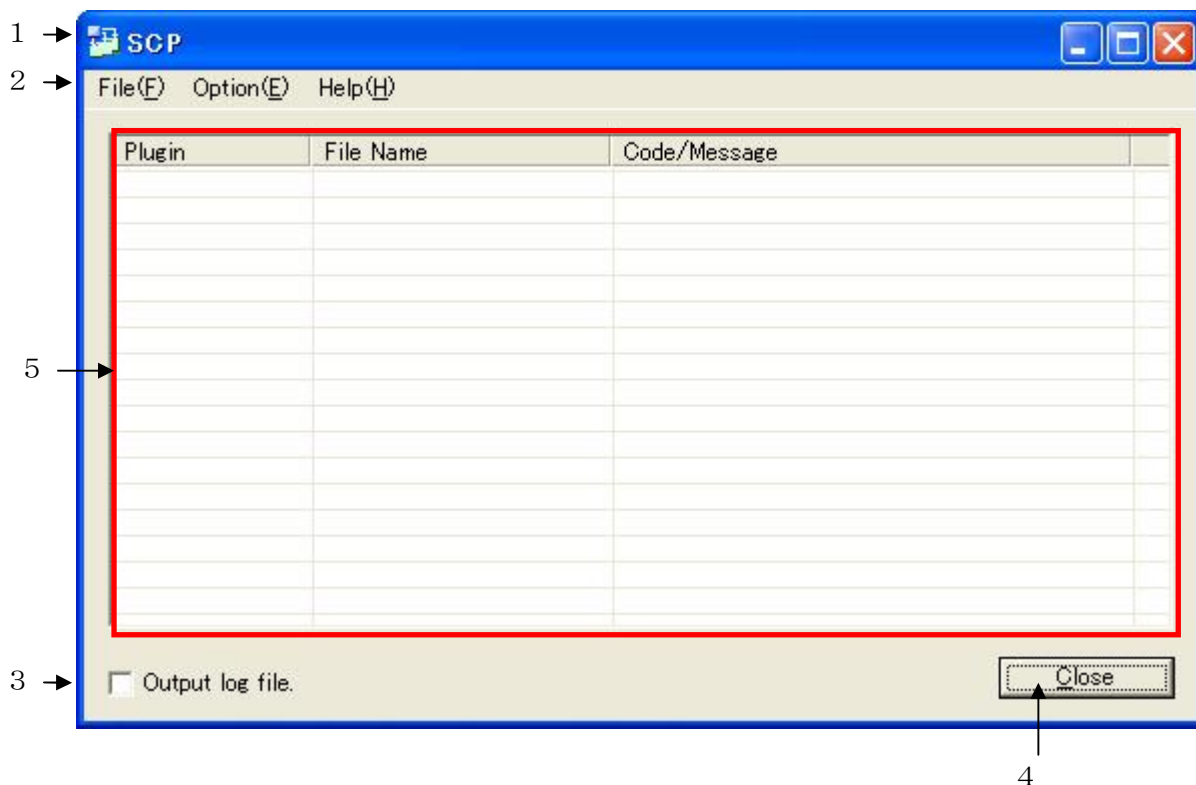 1 SCP
2 File(F) Option(E) Help(H)
Plugin File Name Code/Message
5
3 Output log file. Close
4